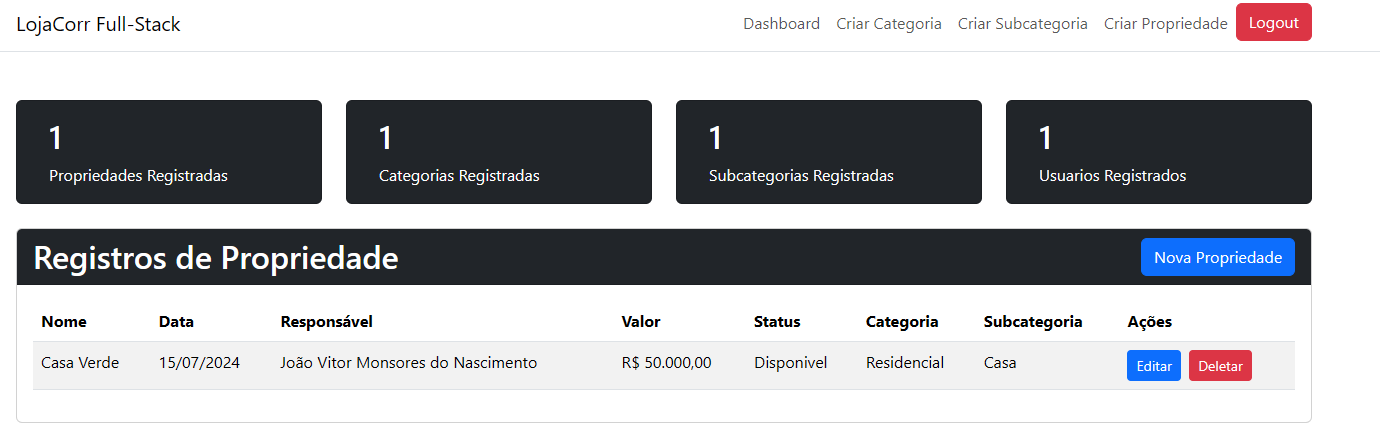 LojaCorr Full-Stack Dashboard Criar Categoria Criar Subcategoria Criar Propriedade Logout
1 1 1 1
Propriedades Registradas Categorias Registradas Subcategorias Registradas Usuarios Registrados
Registros de Propriedade Nova Propriedade
Nome Data Responsável Valor Status Categoria Subcategoria Ações
Casa Verde 15/07/2024 João Vitor Monsores do Nascimento R$ 50.000,00 Disponivel Residencial Casa Editar Deletar